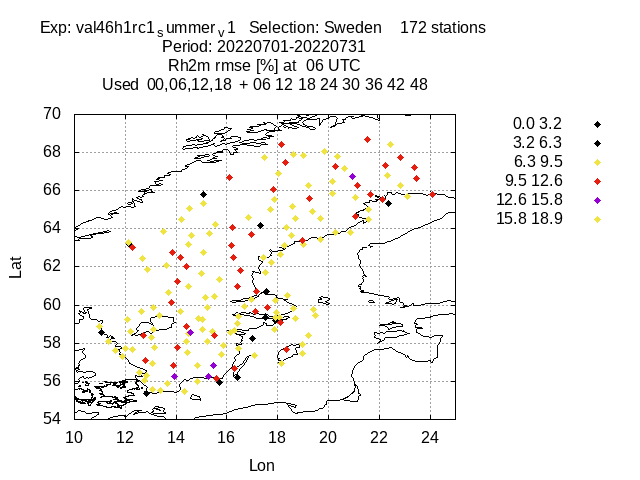 Exp: val46h1rc1summerv1 Selection: Sweden 172 stations
Period: 20220701-20220731
Rh2m rmse [%] at 06 UTC
Used 00,06,12,18 + 06 12 18 24 30 36 42 48
70
68
66
64
62
60
58
56
54
Lat
10 12 14 16 18 20 22 24
Lon
0.0 3.2
3.2 6.3
6.3 9.5
9.5 12.6
12.6 15.8
15.8 18.9